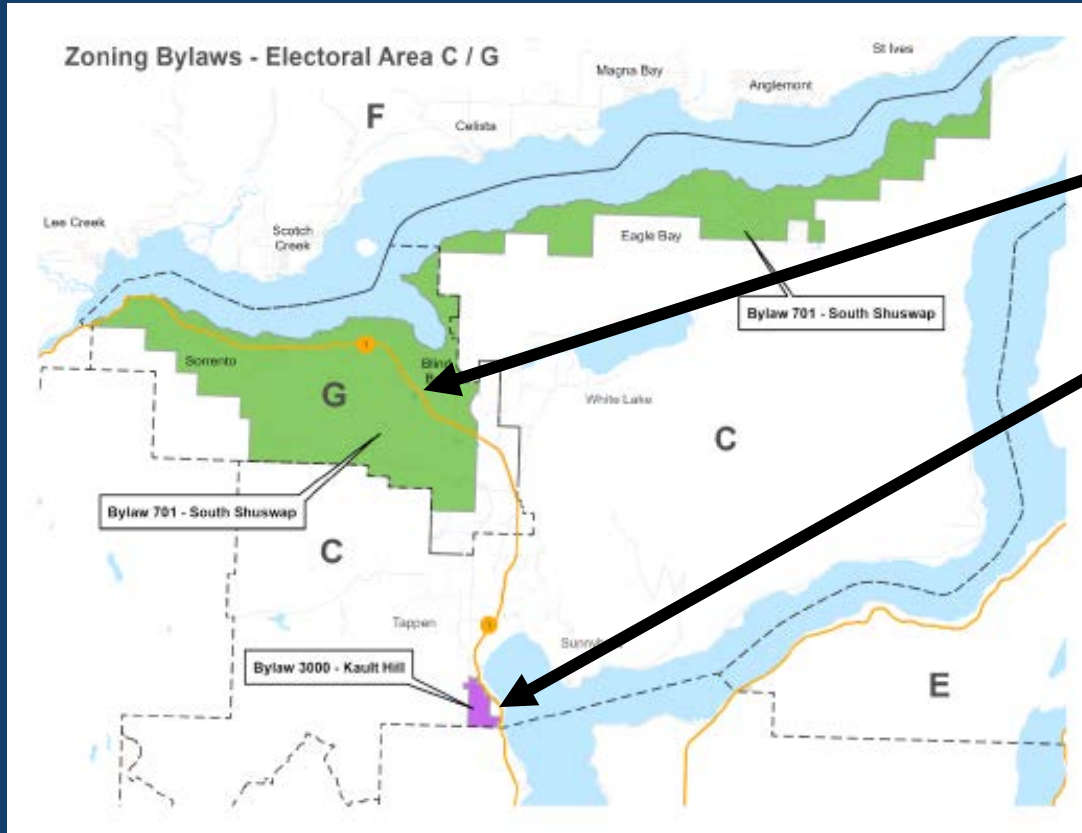 Zoning Bylaws - Electoral Area C / G
St Ives
Magna Bay
Anglemont
F
Celista
Lee Creek
Scotch
Creek
Eagle Bay
Bylaw 701 - South Shuswap
1
Sorrento
Blind
G
White Lake
C
Bylaw 701 - South Shuswap
C
Tappen
1
Bylaw 3000 - Kault Hill
E